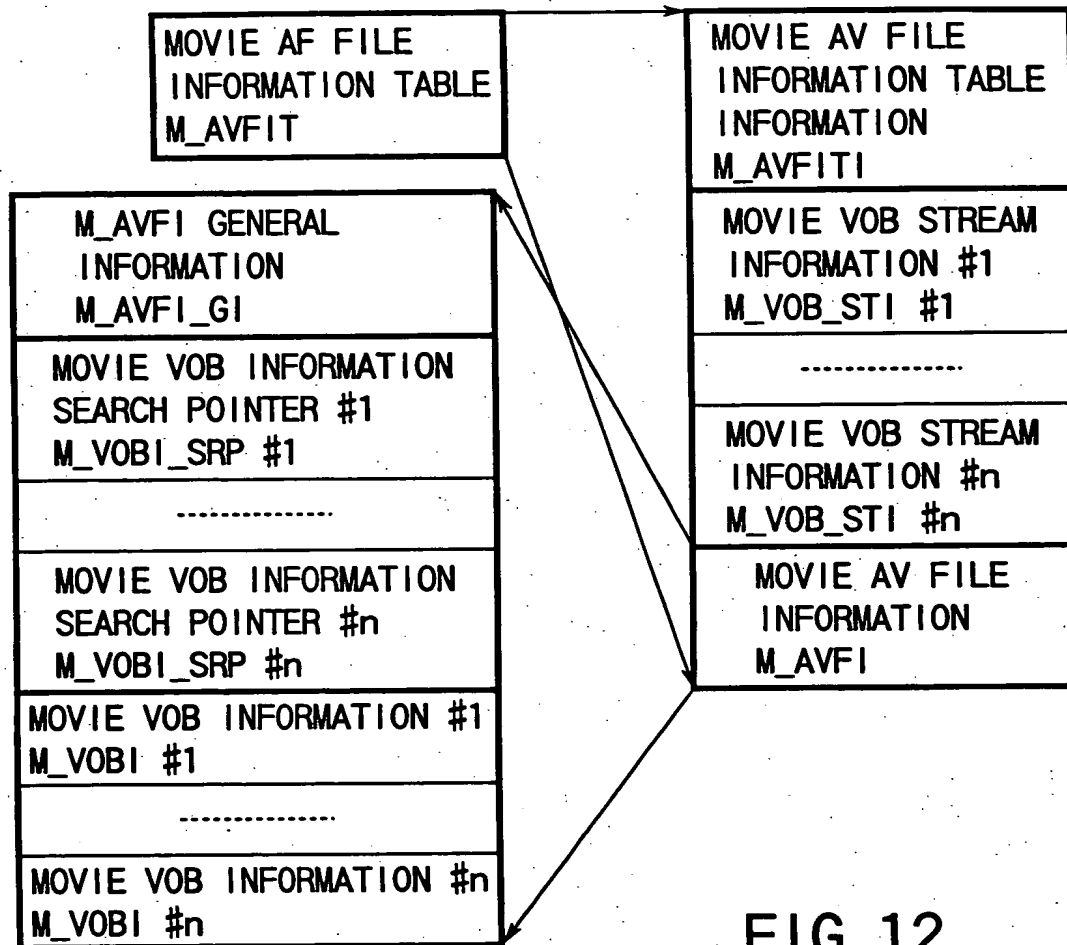 MOVIE AF FILE
INFORMATION TABLE
M_AVFIT
MOVIE AV FILE
INFORMATION TABLE
INFORMATION
M_AVFITI
MOVIE VOB STREAM
INFORMATION #1
M_VOB_STI #1
MOVIE VOB STREAM
INFORMATION #n
M_VOB_STI #n
MOVIE AV FILE
INFORMATION
M_AVFI
M_AVFI GENERAL
INFORMATION
M_AVFI_GI
MOVIE VOB INFORMATION
SEARCH POINTER #1
M_VOBI_SRP #1
MOVIE VOB INFORMATION
SEARCH POINTER #n
M_VOBI_SRP #n
MOVIE VOB INFORMATION #1
M_VOBI #1
MOVIE VOB INFORMATION #n
M_VOBI #n
FIG. 12